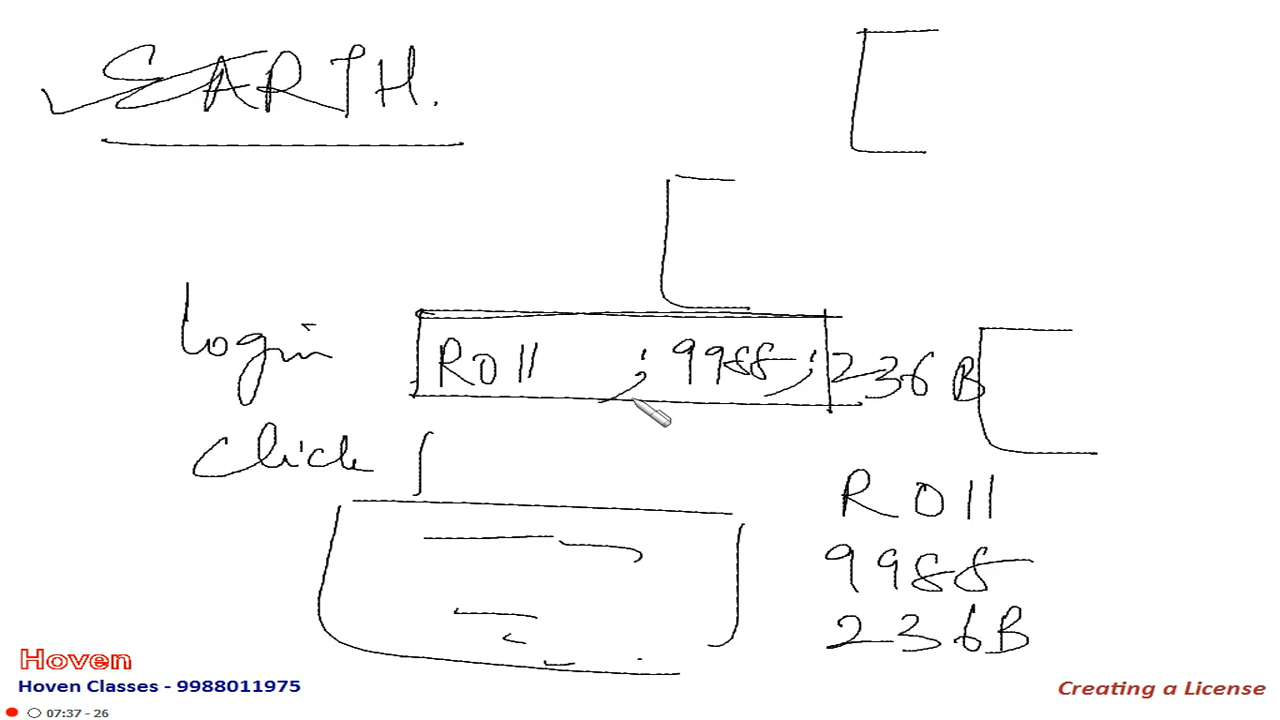 EARTH.
Login
Roll ; 9988 ; 236B
Click
Roll
9988
236B
Hoven
Hoven Classes - 9988011975
Creating a License
07:37 - 26